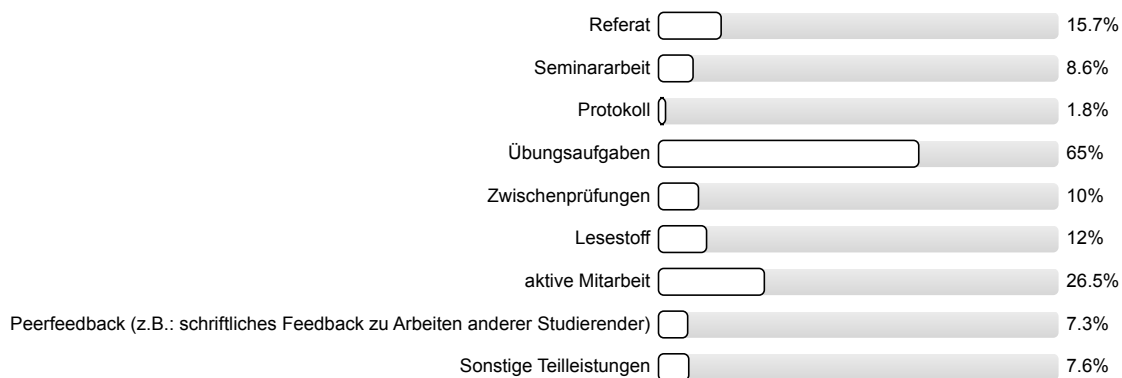 Referat 15.7%
Seminararbeit 8.6%
Protokoll 1.8%
Übungsaufgaben 65%
Zwischenprüfungen 10%
Lesestoff 12%
aktive Mitarbeit 26.5%
Peerfeedback (z.B.: schriftliches Feedback zu Arbeiten anderer Studierender) 7.3%
Sonstige Teilleistungen 7.6%